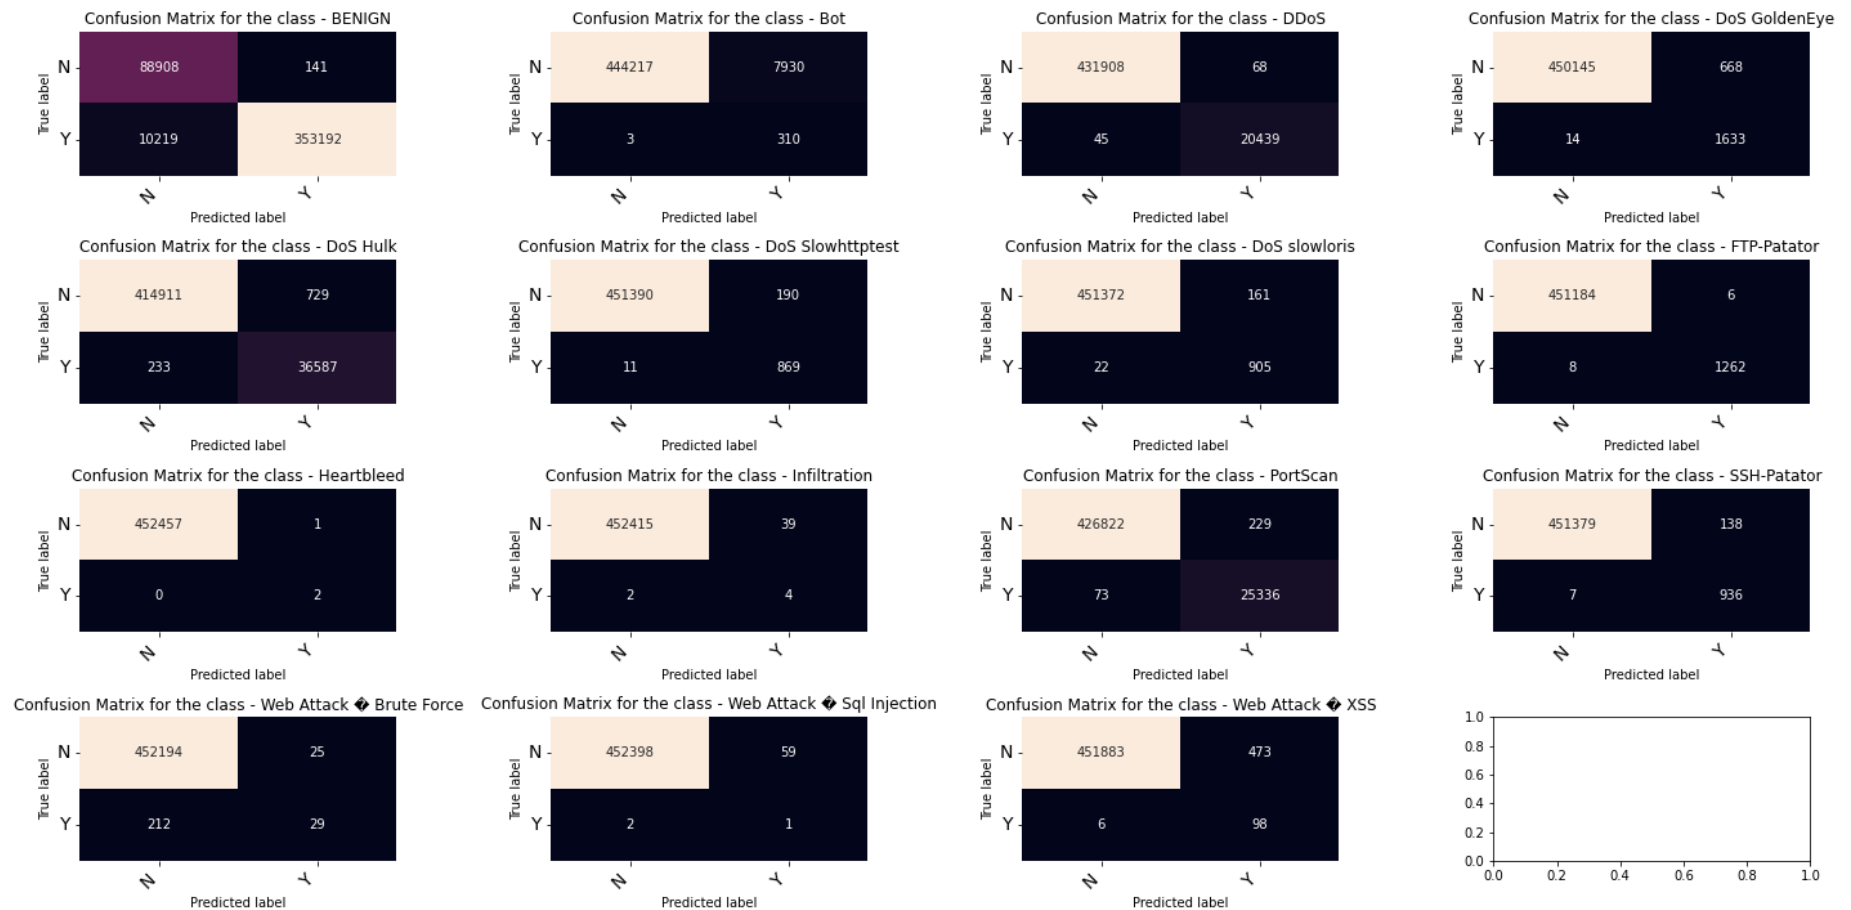 Confusion Matrix for the class - BENIGN
True label
N
88908
141
Y
10219
353192
N
Y
Predicted label
Confusion Matrix for the class - Bot
True label
N
444217
7930
Y
3
310
N
Y
Predicted label
Confusion Matrix for the class - DDoS
True label
N
431908
68
Y
45
20439
N
Y
Predicted label
Confusion Matrix for the class - DoS GoldenEye
True label
N
450145
668
Y
14
1633
N
Y
Predicted label
Confusion Matrix for the class - DoS Hulk
True label
N
414911
729
Y
233
36587
N
Y
Predicted label
Confusion Matrix for the class - DoS Slowhttptest
True label
N
451390
190
Y
11
869
N
Y
Predicted label
Confusion Matrix for the class - DoS slowloris
True label
N
451372
161
Y
22
905
N
Y
Predicted label
Confusion Matrix for the class - FTP-Patator
True label
N
451184
6
Y
8
1262
N
Y
Predicted label
Confusion Matrix for the class - Heartbleed
True label
N
452457
1
Y
0
2
N
Y
Predicted label
Confusion Matrix for the class - Infiltration
True label
N
452415
39
Y
2
4
N
Y
Predicted label
Confusion Matrix for the class - PortScan
True label
N
426822
229
Y
73
25336
N
Y
Predicted label
Confusion Matrix for the class - SSH-Patator
True label
N
451379
138
Y
7
936
N
Y
Predicted label
Confusion Matrix for the class - Web Attack � Brute Force
True label
N
452194
25
Y
212
29
N
Y
Predicted label
Confusion Matrix for the class - Web Attack � Sql Injection
True label
N
452398
59
Y
2
1
N
Y
Predicted label
Confusion Matrix for the class - Web Attack � XSS
True label
N
451883
473
Y
6
98
N
Y
Predicted label
1.0
0.8
0.6
0.4
0.2
0.0
0.0 0.2 0.4 0.6 0.8 1.0